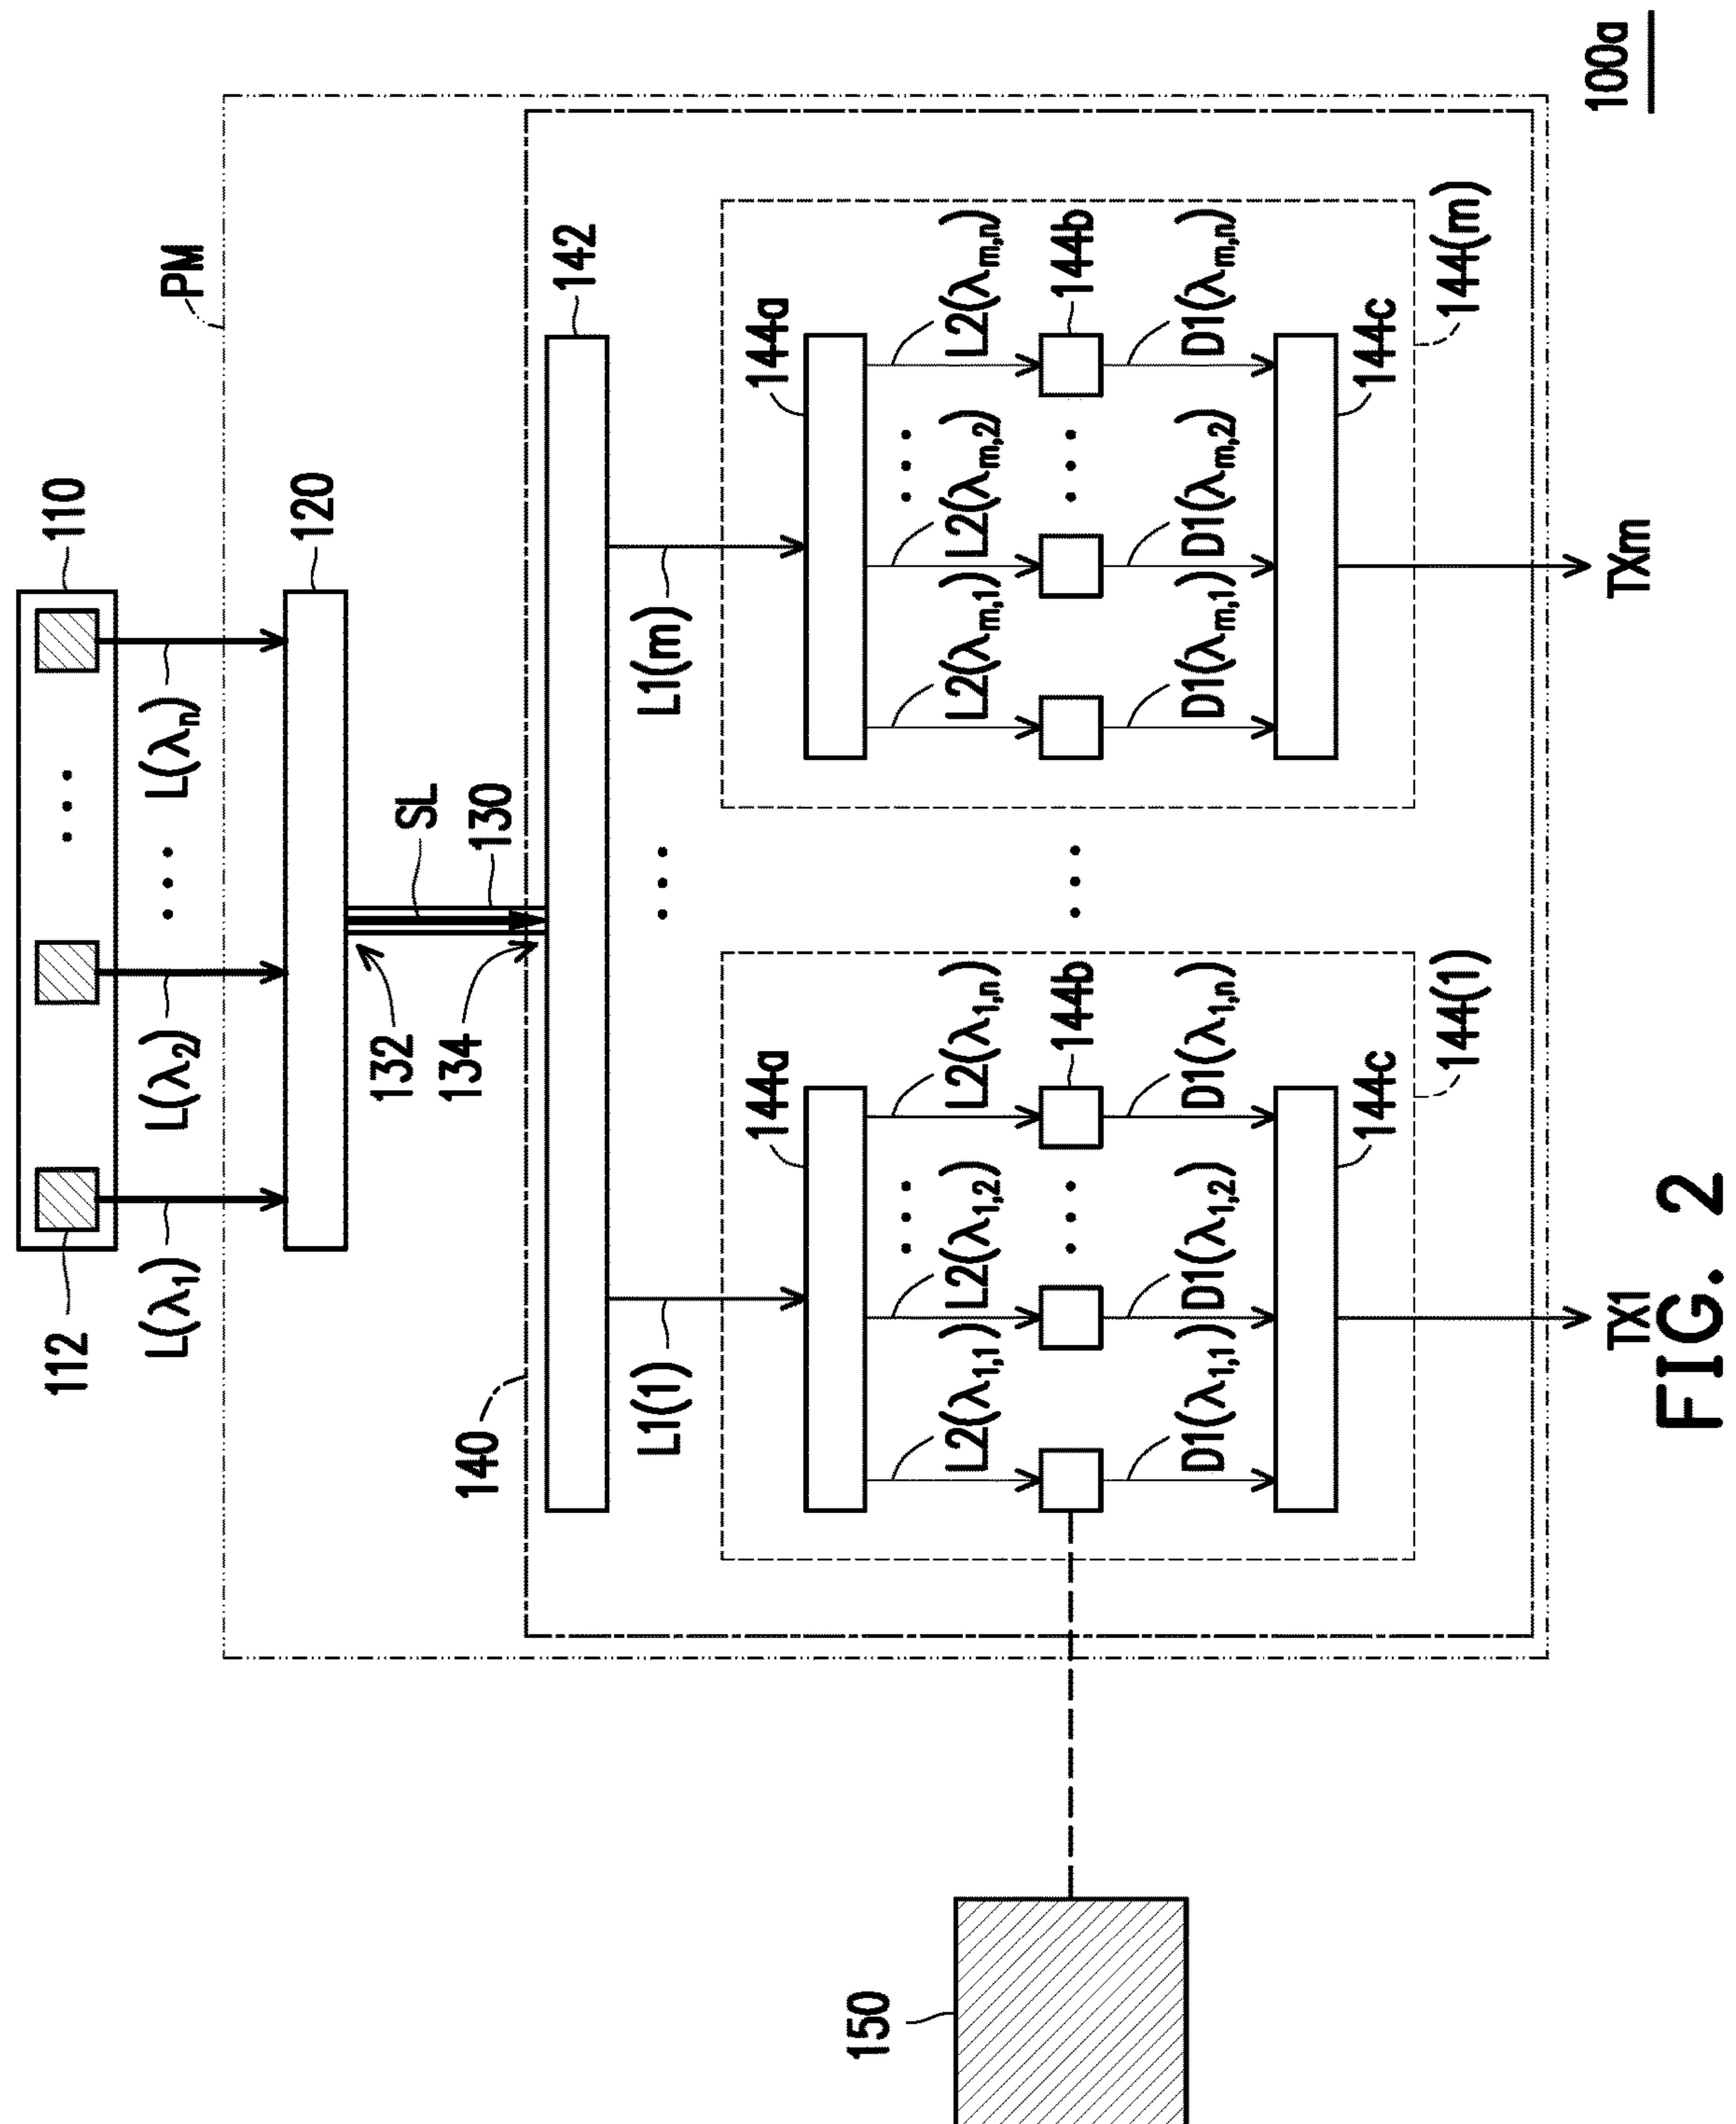 110
112
L(λ₁)
L(λ₂)
L(λₙ)
PM
120
132
SL
134
130
140
142
L1(1)
L1(m)
144a
144a
L2(λ₁,₁)
L2(λ₁,₂)
L2(λ₁,ₙ)
L2(λₘ,₁)
L2(λₘ,₂)
L2(λₘ,ₙ)
144b
144b
150
D1(λ₁,₁)
D1(λ₁,₂)
D1(λ₁,ₙ)
D1(λₘ,₁)
D1(λₘ,₂)
D1(λₘ,ₙ)
144c
144c
144(1)
144(m)
TX1
TXm
100a
FIG. 2